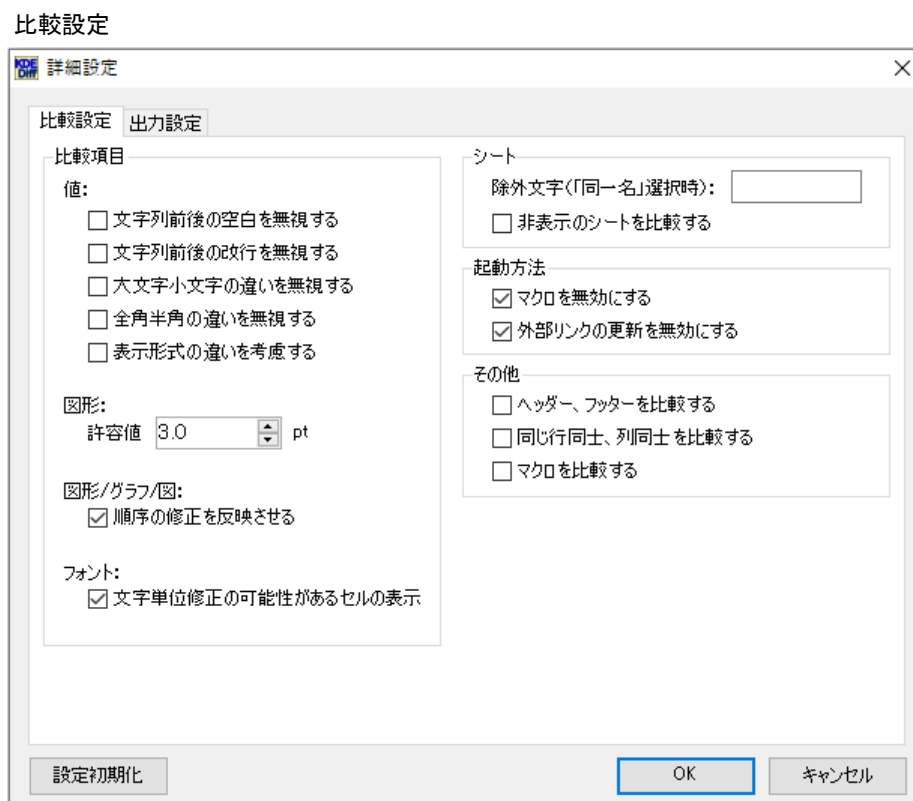 比較設定
KDE Diff 詳細設定
比較設定 出力設定
比較項目
値:
文字列前後の空白を無視する
文字列前後の改行を無視する
大文字小文字の違いを無視する
全角半角の違いを無視する
表示形式の違いを考慮する
図形:
許容値 3.0 pt
図形/グラフ/図:
順序の修正を反映させる
フォント:
文字単位修正の可能性があるセルの表示
シート
除外文字(「同一名」選択時):
非表示のシートを比較する
起動方法
マクロを無効にする
外部リンクの更新を無効にする
その他
ヘッダー、フッターを比較する
同じ行同士、列同士を比較する
マクロを比較する
設定初期化 OK キャンセル